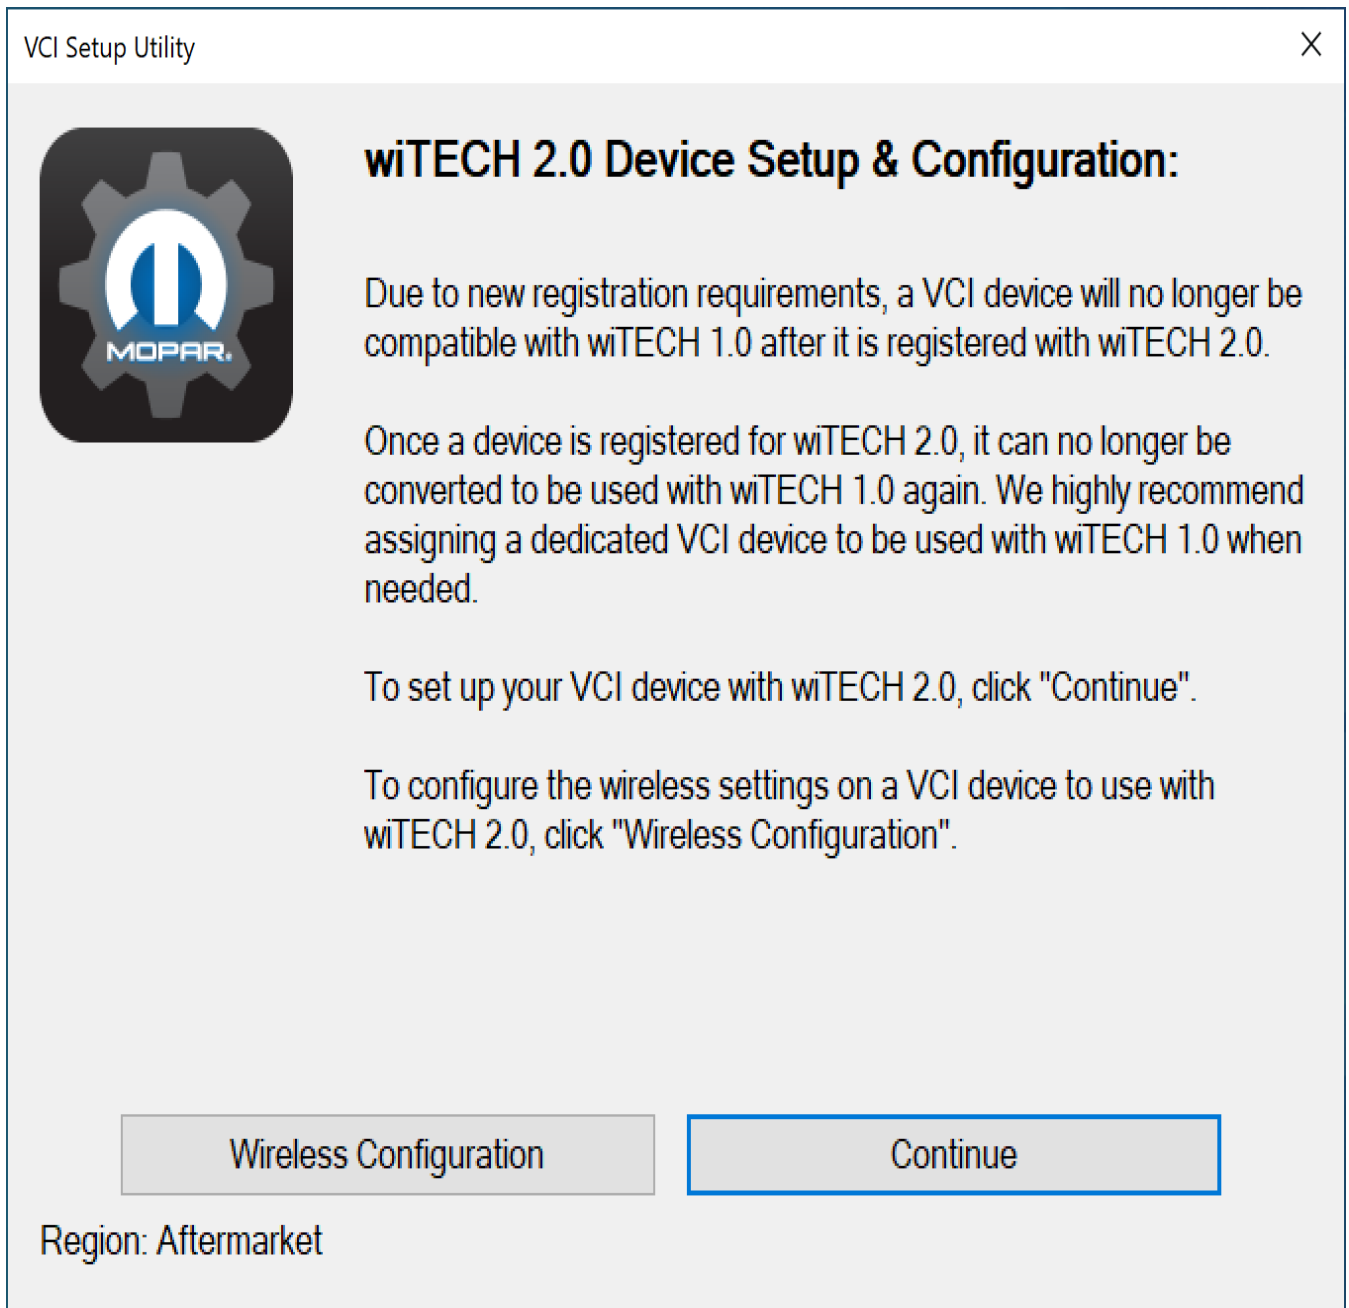 VCI Setup Utility
wiTECH 2.0 Device Setup & Configuration:
MOPAR.
Due to new registration requirements, a VCI device will no longer be
compatible with wiTECH 1.0 after it is registered with wiTECH 2.0.
Once a device is registered for wiTECH 2.0, it can no longer be
converted to be used with wiTECH 1.0 again. We highly recommend
assigning a dedicated VCI device to be used with wiTECH 1.0 when
needed.
To set up your VCI device with wiTECH 2.0, click "Continue".
To configure the wireless settings on a VCI device to use with
wiTECH 2.0, click "Wireless Configuration".
Wireless Configuration
Continue
Region: Aftermarket